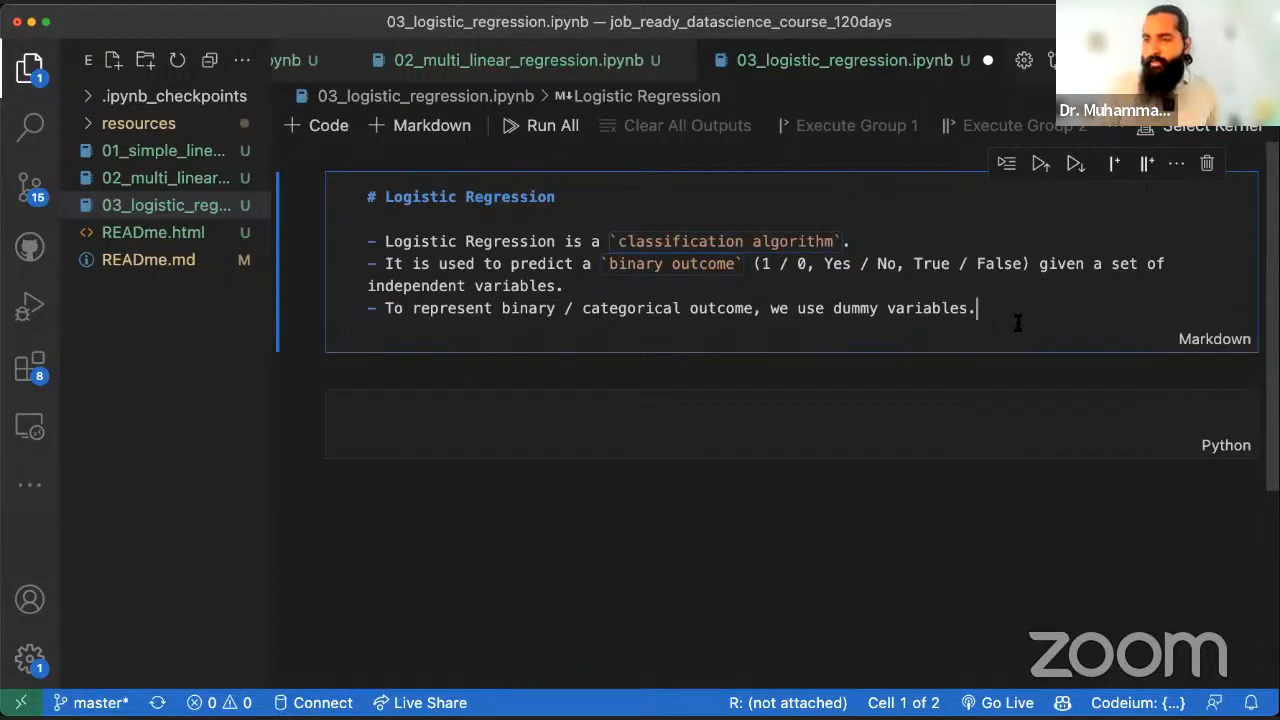 03_logistic_regression.ipynb — job_ready_datascience_course_120days
E
ynb U
02_multi_linear_regression.ipynb U
03_logistic_regression.ipynb U
Dr. Muhamma...
.ipynb_checkpoints
03_logistic_regression.ipynb > M↓Logistic Regression
resources
+ Code + Markdown Run All Clear All Outputs Execute Group 1 Execute Group 2 ... Select Kernel
01_simple_line... U
02_multi_linear... U
03_logistic_reg... U
READme.html U
READme.md M
1
15
8
1
# Logistic Regression
- Logistic Regression is a `classification algorithm`.
- It is used to predict a `binary outcome` (1 / 0, Yes / No, True / False) given a set of
independent variables.
- To represent binary / categorical outcome, we use dummy variables.
Markdown
Python
zoom
master* 0 0 Connect Live Share R: (not attached) Cell 1 of 2 Go Live Codeium: {...}